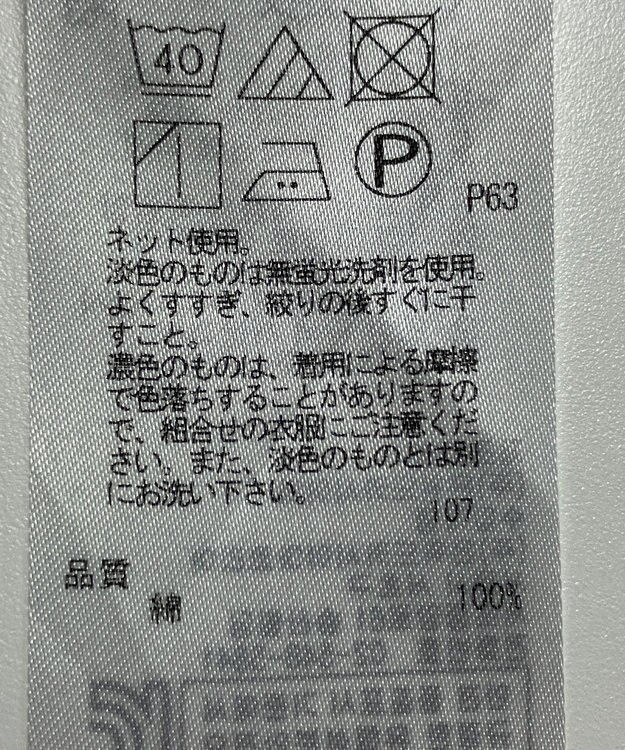 40
P
P63
ネット使用。
淡色のものは無蛍光洗剤を使用。
よくすすぎ、絞りの後すぐに干
すこと。
濃色のものは、着用による摩擦
で色落ちすることがありますの
で、組合せの衣服にご注意くだ
さい。また、淡色のものとは別
にお洗い下さい。
107
品質
綿 100%